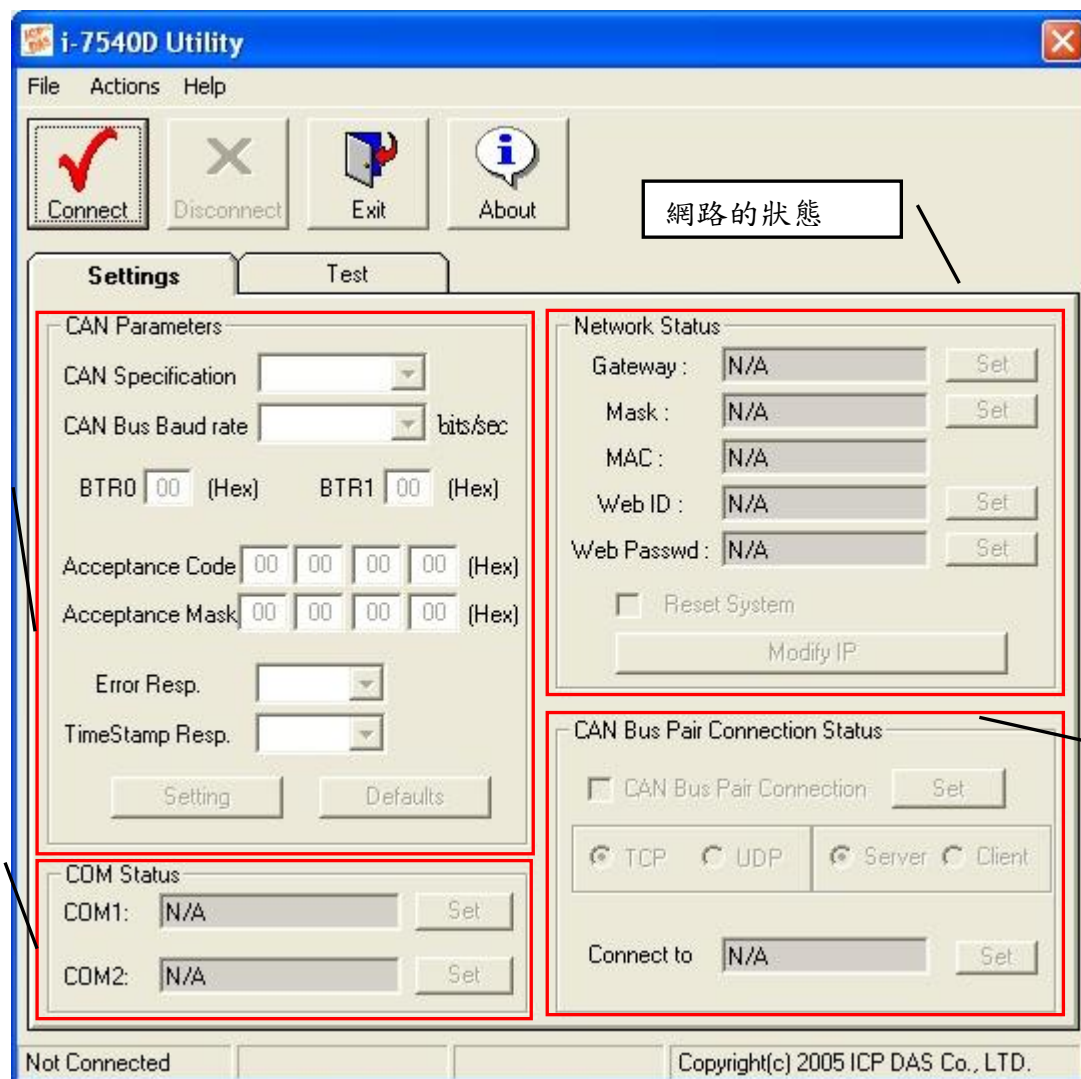 i-7540D Utility
File Actions Help
Connect Disconnect Exit About
網路的狀態
Settings Test
CAN Parameters
CAN Specification
CAN Bus Baud rate bits/sec
BTR0 00 (Hex) BTR1 00 (Hex)
Acceptance Code 00 00 00 00 (Hex)
Acceptance Mask 00 00 00 00 (Hex)
Error Resp.
TimeStamp Resp.
Setting Defaults
COM Status
COM1: N/A Set
COM2: N/A Set
Network Status
Gateway : N/A Set
Mask : N/A Set
MAC : N/A
Web ID : N/A Set
Web Passwd : N/A Set
Reset System
Modify IP
CAN Bus Pair Connection Status
CAN Bus Pair Connection Set
TCP UDP Server Client
Connect to N/A Set
Not Connected Copyright(c) 2005 ICP DAS Co., LTD.